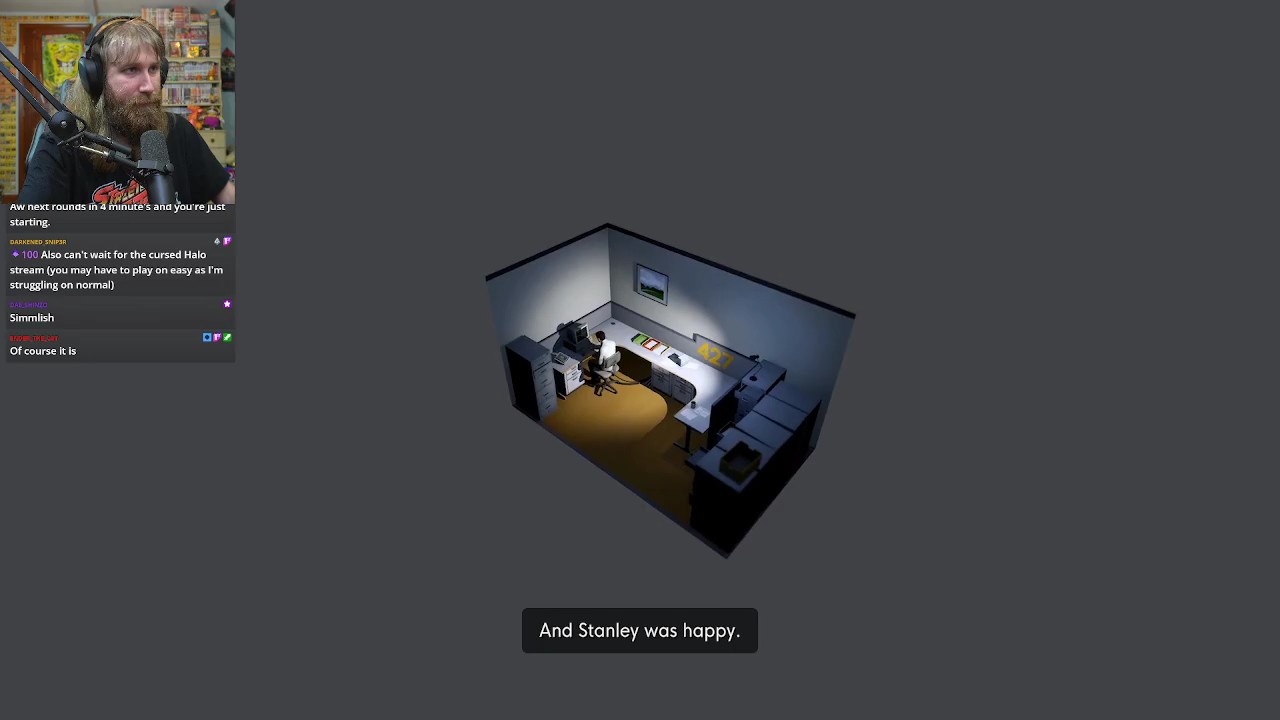 Aw next rounds in 4 minute's and you're just
starting.
DARKENED_SNIP3R
100 Also can't wait for the cursed Halo
stream (you may have to play on easy as I'm
struggling on normal)
Simmlish
Of course it is
427
And Stanley was happy.